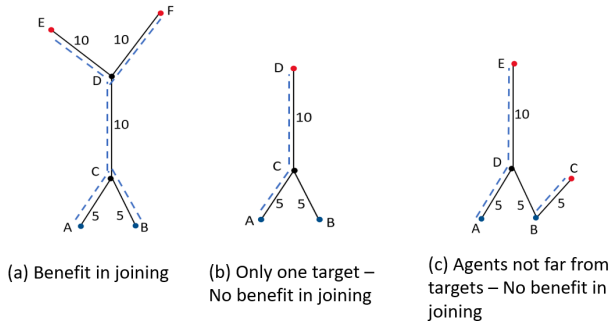 E
F
10
10
D
10
C
5
5
A
B
D
10
C
5
5
A
B
E
10
D
C
5
5
5
A
B
(a) Benefit in joining
(b) Only one target –
No benefit in joining
(c) Agents not far from
targets – No benefit in
joining